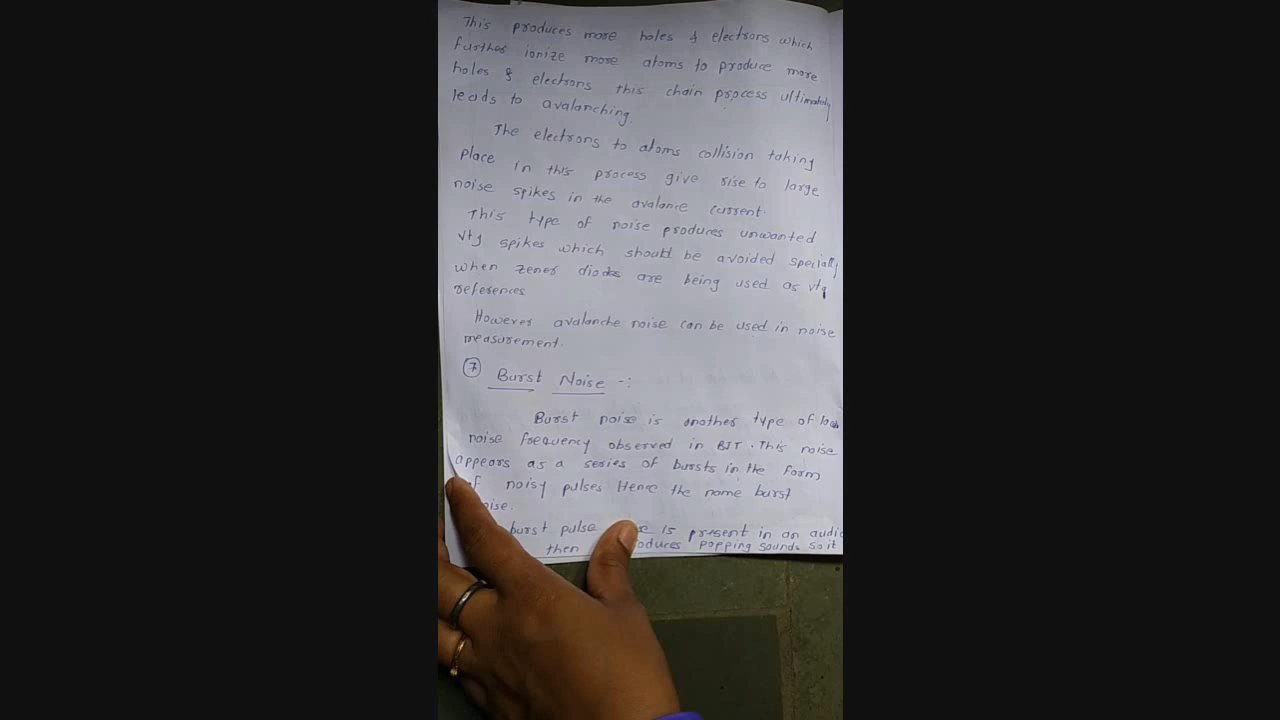 This produces more holes & electrons which
further ionize more atoms to produce more
holes & electrons this chain process ultimately
leads to avalanching.
The electrons to atoms collision taking
place in this process give rise to large
noise spikes in the avalance current.
This type of noise produces unwanted
vtg spikes which should be avoided specially
when zener diodes are being used as vtg
references
However avalanche noise can be used in noise
measurement.
7 Burst Noise -:
Burst noise is another type of low
noise frequency observed in BJT. This noise
appears as a series of bursts in the form
of noisy pulses Hence the name burst
burst pulse is present in an audio
then popping sounds so it